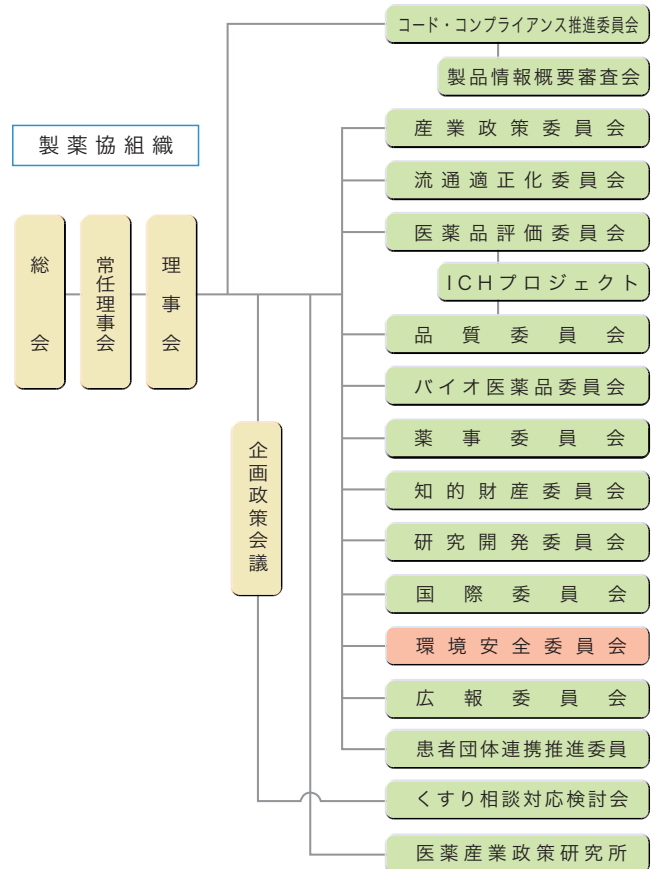 製薬協組織
総会
常任理事会
理事会
企画政策会議
コード・コンプライアンス推進委員会
製品情報概要審査会
産業政策委員会
流通適正化委員会
医薬品評価委員会
ICHプロジェクト
品質委員会
バイオ医薬品委員会
薬事委員会
知的財産委員会
研究開発委員会
国際委員会
環境安全委員会
広報委員会
患者団体連携推進委員
くすり相談対応検討会
医薬産業政策研究所